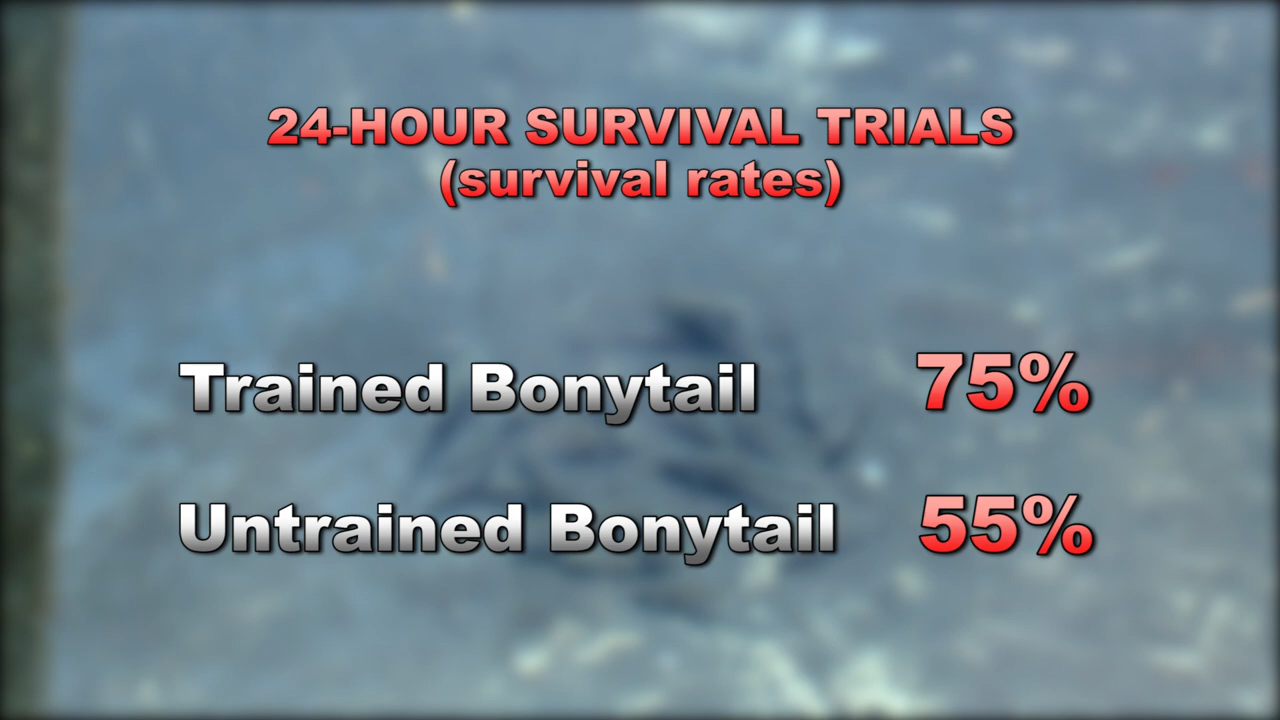 24-HOUR SURVIVAL TRIALS
(survival rates)
Trained Bonytail 75%
Untrained Bonytail 55%